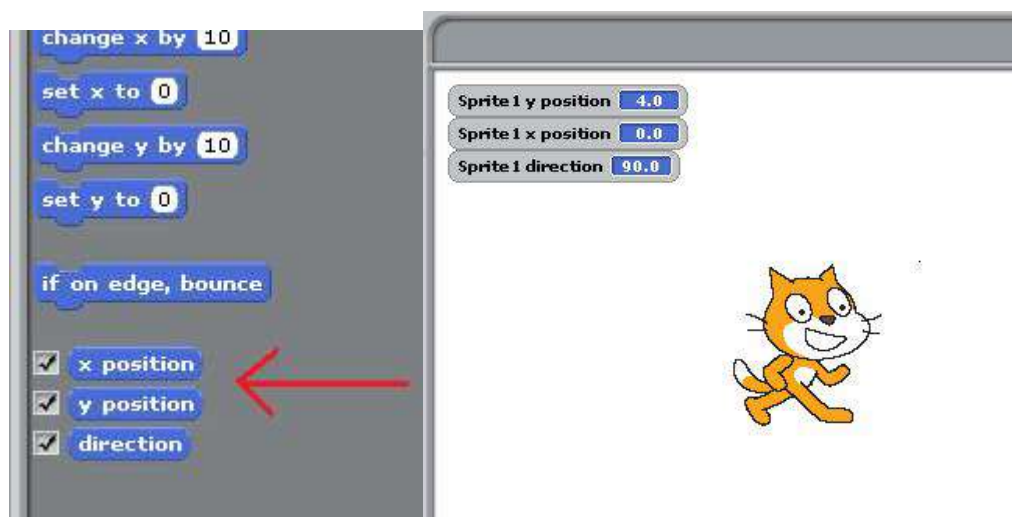 change x by 10
set x to 0
change y by 10
set y to 0
if on edge, bounce
x position
y position
direction
Sprite1 y position 4.0
Sprite1 x position 0.0
Sprite1 direction 90.0